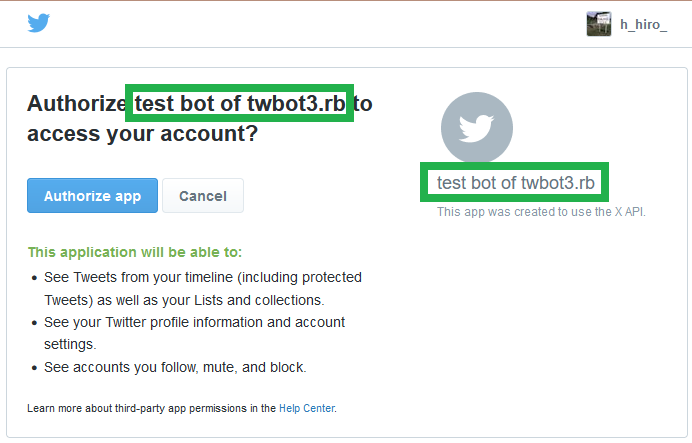 h_hiro_
Authorize test bot of twbot3.rb to
access your account?
Authorize app
Cancel
test bot of twbot3.rb
This app was created to use the X API.
This application will be able to:
• See Tweets from your timeline (including protected
Tweets) as well as your Lists and collections.
• See your Twitter profile information and account
settings.
• See accounts you follow, mute, and block.
Learn more about third-party app permissions in the Help Center.